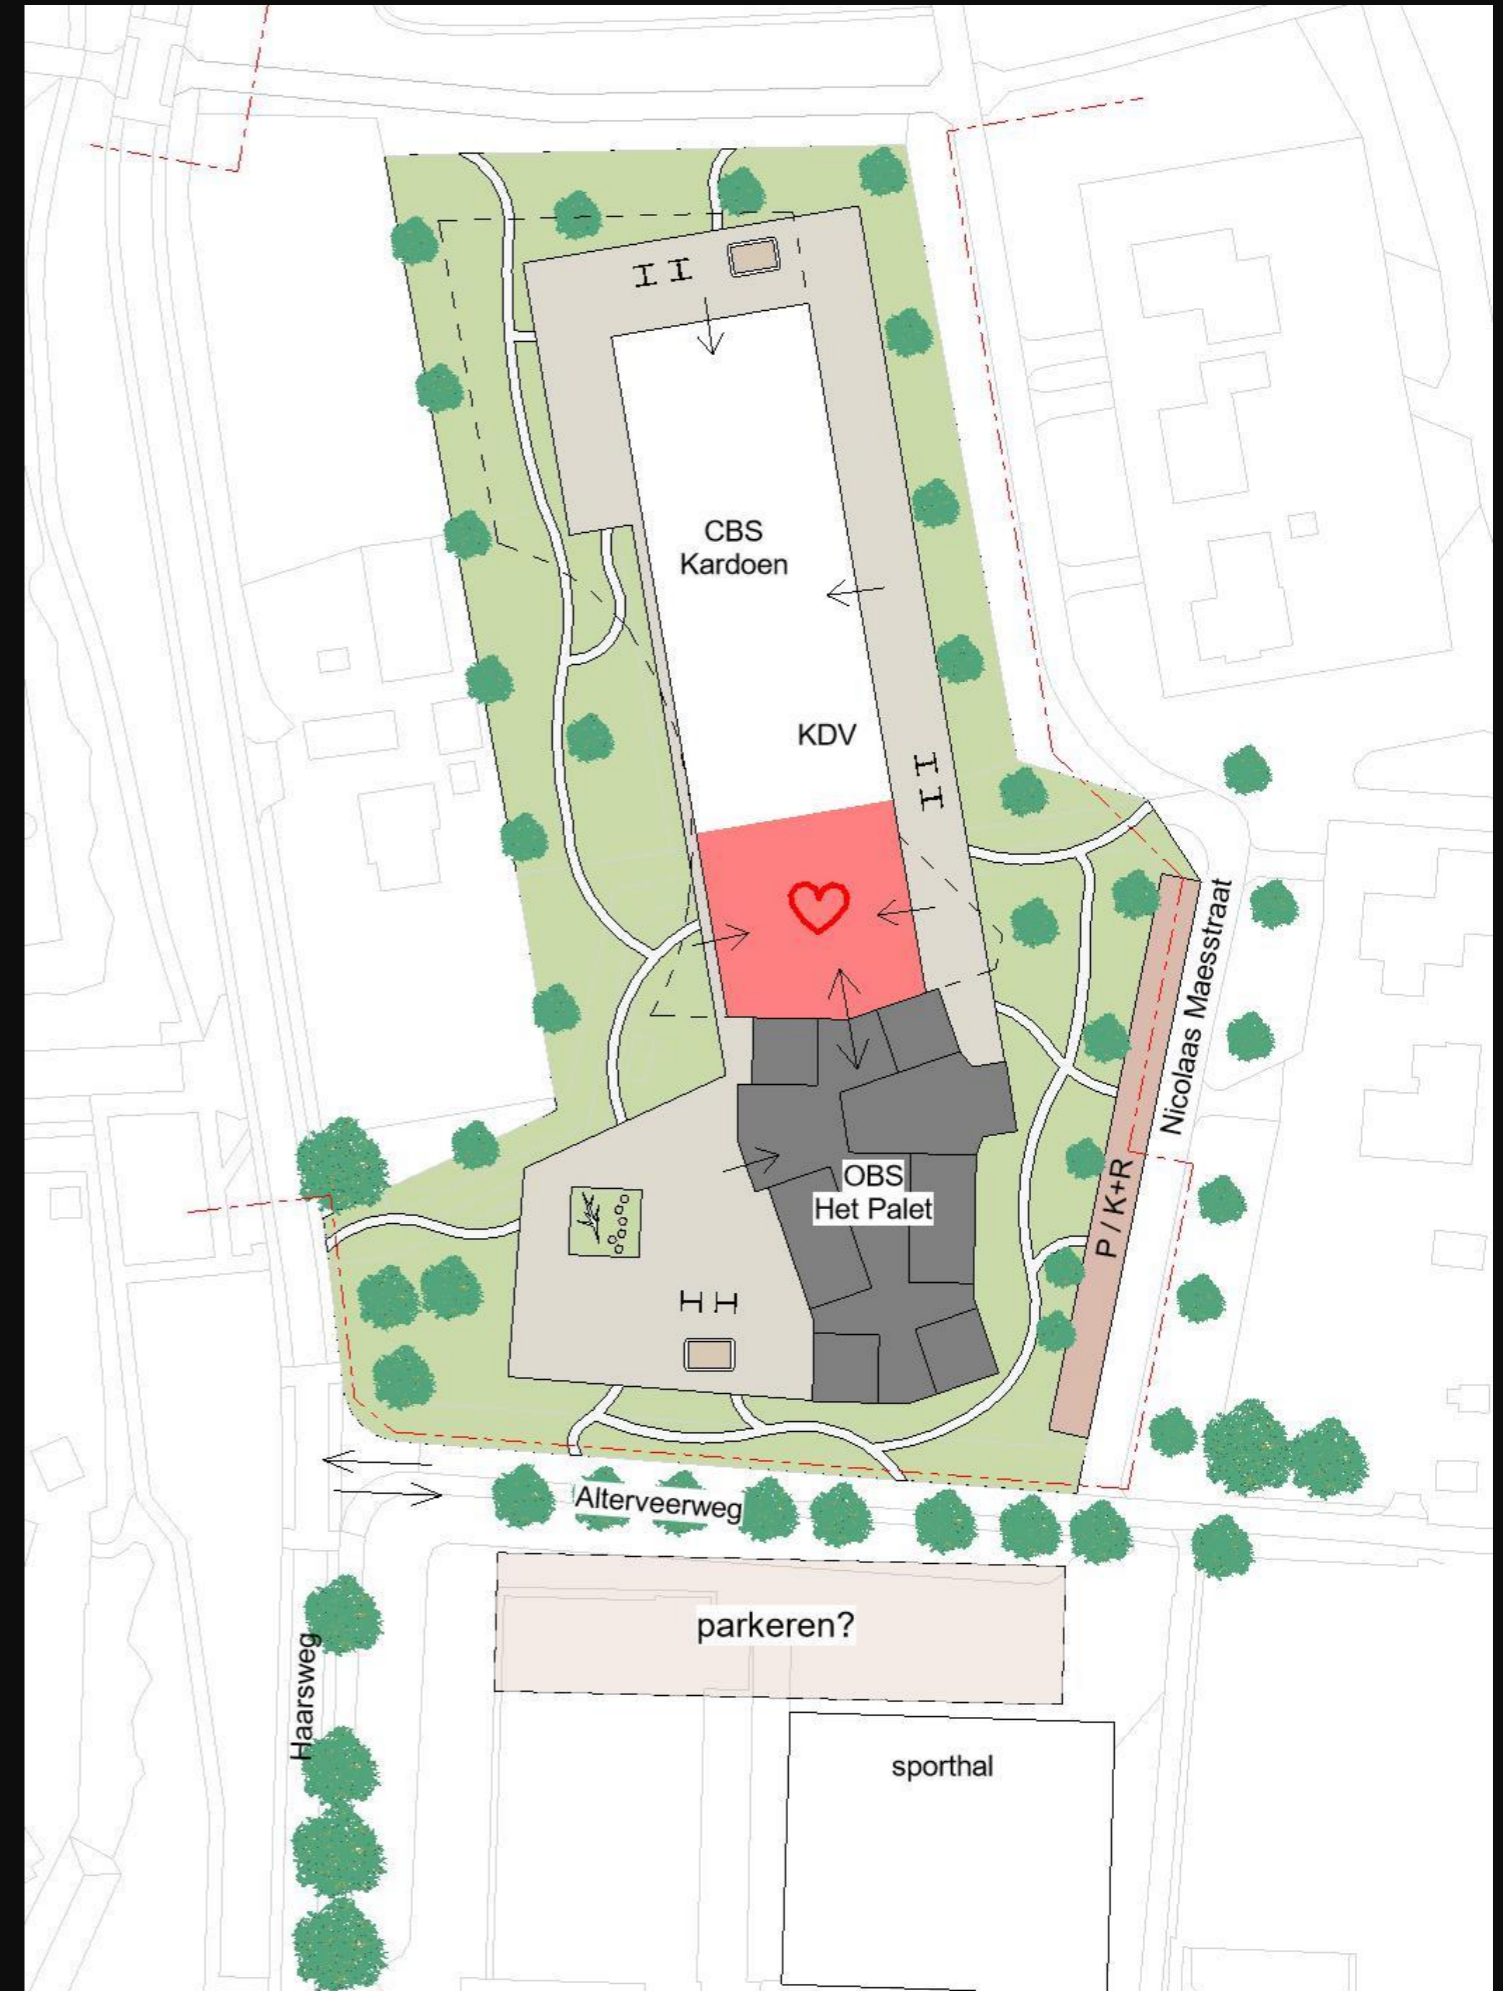 CBS
Kardoen
KDV
OBS
Het Palet
P / K+R
Nicolaas Maesstraat
Alterveerweg
parkeren?
Haarsweg
sporthal